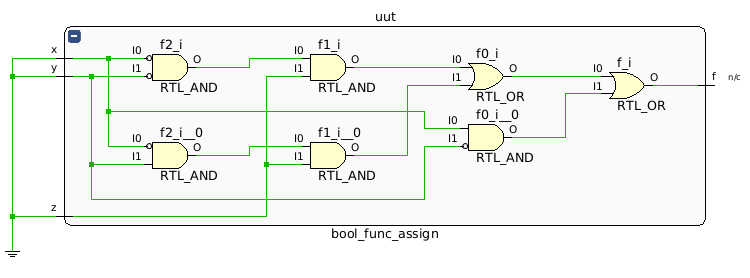 uut
x
y
z
I0
I1
f2_i
O
RTL_AND
I0
I1
f1_i
O
RTL_AND
I0
I1
f0_i
O
RTL_OR
I0
I1
f_i
O
RTL_OR
f n/c
I0
I1
f2_i__0
O
RTL_AND
I0
I1
f1_i__0
O
RTL_AND
I0
I1
f0_i__0
O
RTL_AND
bool_func_assign